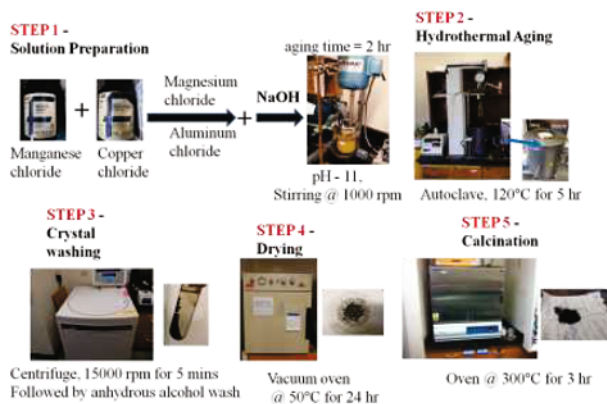 STEP 1 -
Solution Preparation
Manganese
chloride
+
Copper
chloride
Magnesium
chloride
Aluminum
chloride
+
NaOH
aging time = 2 hr
pH - 11,
Stirring @ 1000 rpm
STEP 2 -
Hydrothermal Aging
Autoclave, 120°C for 5 hr
STEP 3 -
Crystal
washing
Centrifuge, 15000 rpm for 5 mins
Followed by anhydrous alcohol wash
STEP 4 -
Drying
Vacuum oven
@ 50°C for 24 hr
STEP 5 -
Calcination
Oven @ 300°C for 3 hr